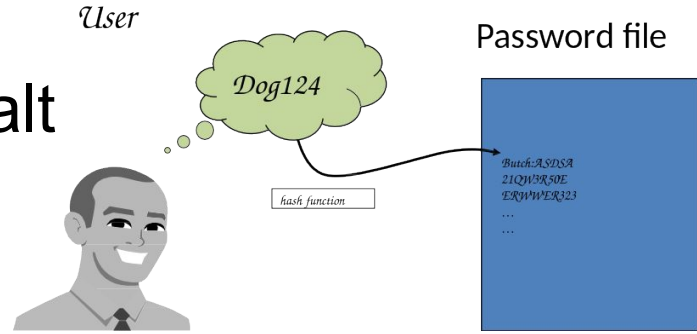 User
Password file
alt
Dog124
hash function
Butch:ASDSA
21QW3R50E
ERWWER323
...
...